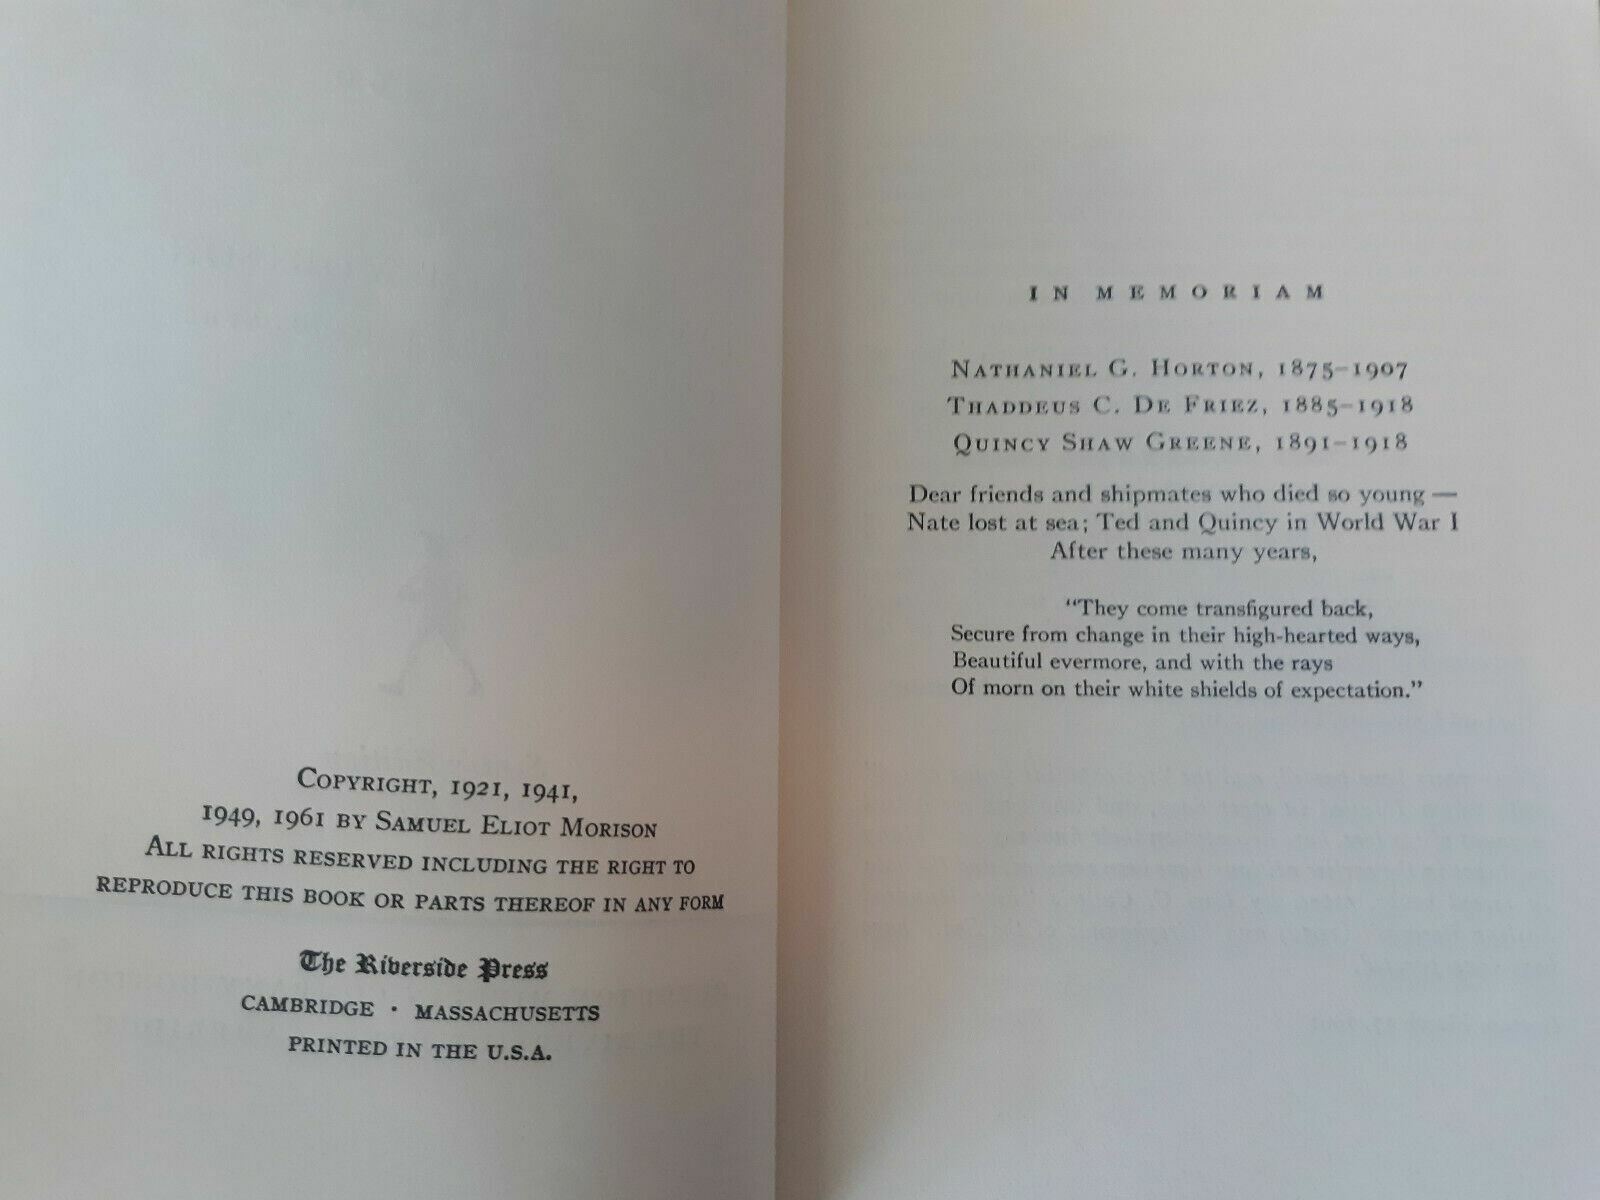 COPYRIGHT, 1921, 1941,
1949, 1961 BY SAMUEL ELIOT MORISON
ALL RIGHTS RESERVED INCLUDING THE RIGHT TO
REPRODUCE THIS BOOK OR PARTS THEREOF IN ANY FORM
The Riverside Press
CAMBRIDGE · MASSACHUSETTS
PRINTED IN THE U.S.A.
IN MEMORIAM
NATHANIEL G. HORTON, 1875–1907
THADDEUS C. DE FRIEZ, 1885–1918
QUINCY SHAW GREENE, 1891–1918
Dear friends and shipmates who died so young —
Nate lost at sea; Ted and Quincy in World War I
After these many years,
"They come transfigured back,
Secure from change in their high-hearted ways,
Beautiful evermore, and with the rays
Of morn on their white shields of expectation."